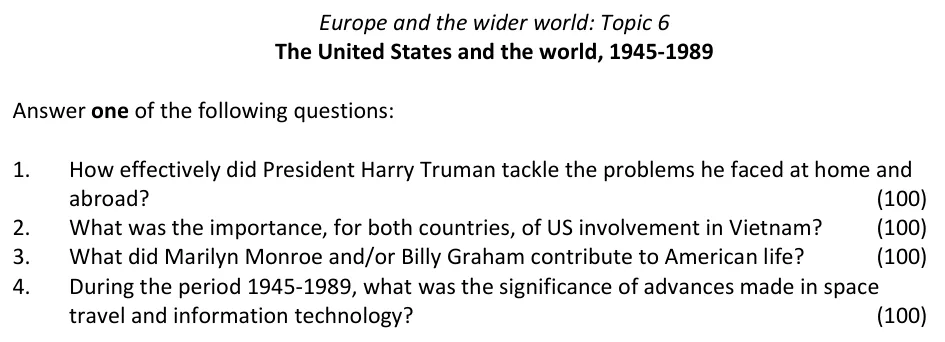 Europe and the wider world: Topic 6
The United States and the world, 1945-1989
Answer one of the following questions:
1. How effectively did President Harry Truman tackle the problems he faced at home and
abroad? (100)
2. What was the importance, for both countries, of US involvement in Vietnam? (100)
3. What did Marilyn Monroe and/or Billy Graham contribute to American life? (100)
4. During the period 1945-1989, what was the significance of advances made in space
travel and information technology? (100)